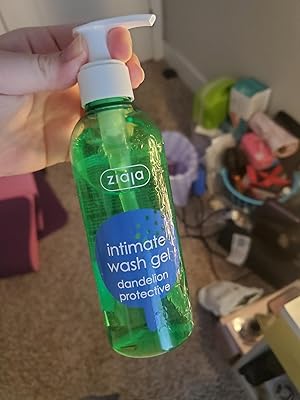 ziaja
intimate
wash gel
dandelion
protective